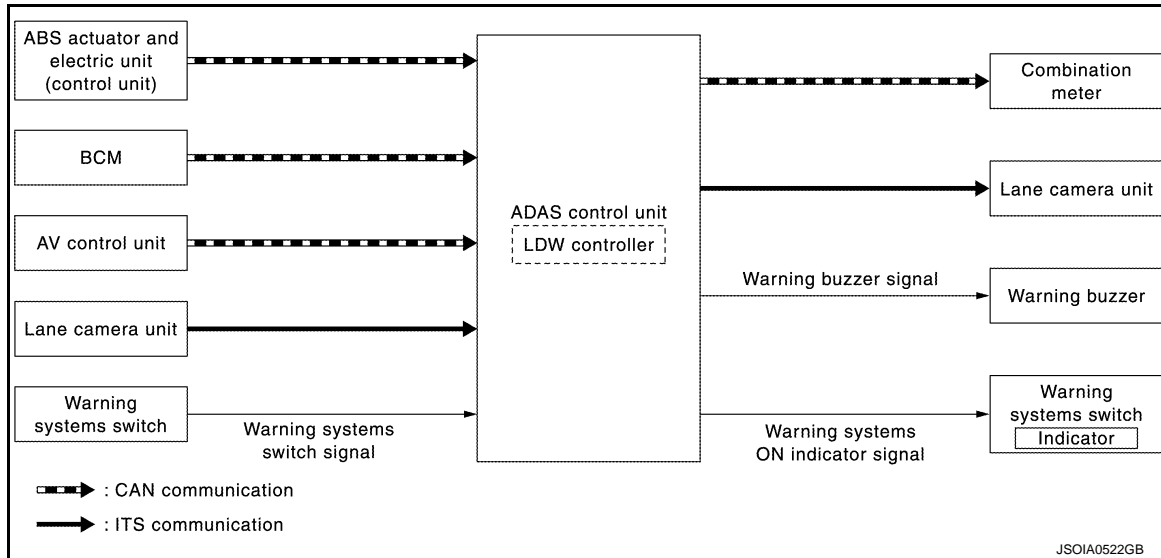 ABS actuator and
electric unit
(control unit)
BCM
AV control unit
Lane camera unit
Warning
systems switch
Warning systems
switch signal
ADAS control unit
LDW controller
Combination
meter
Lane camera unit
Warning buzzer signal
Warning buzzer
Warning systems
ON indicator signal
Warning
systems switch
Indicator
: CAN communication
: ITS communication
JSOIA0522GB